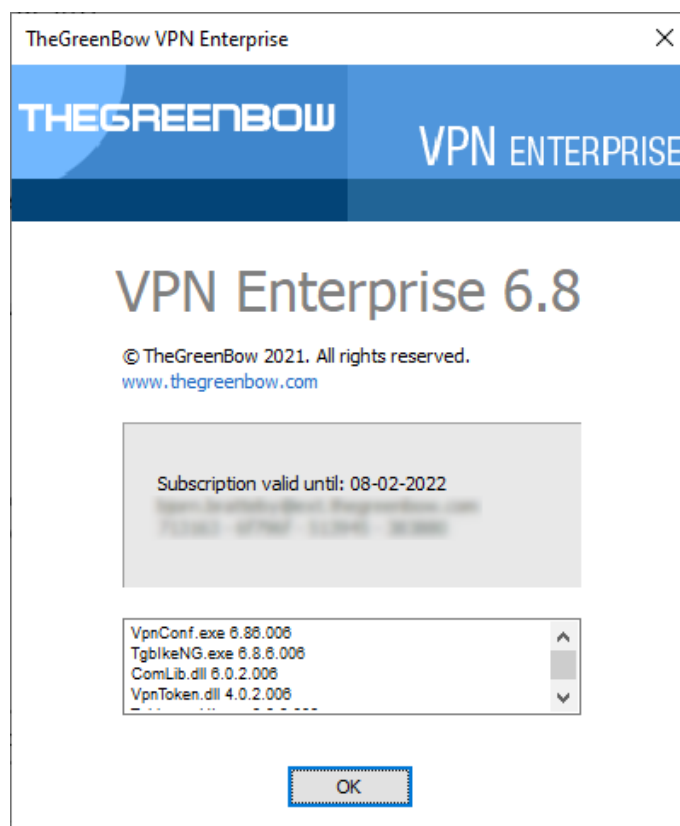 TheGreenBow VPN Enterprise
THEGREENBOW
VPN ENTERPRISE
VPN Enterprise 6.8
© TheGreenBow 2021. All rights reserved.
www.thegreenbow.com
Subscription valid until: 08-02-2022
VpnConf.exe 6.86.006
TgbIkeNG.exe 6.8.6.006
ComLib.dll 6.0.2.006
VpnToken.dll 4.0.2.006
OK